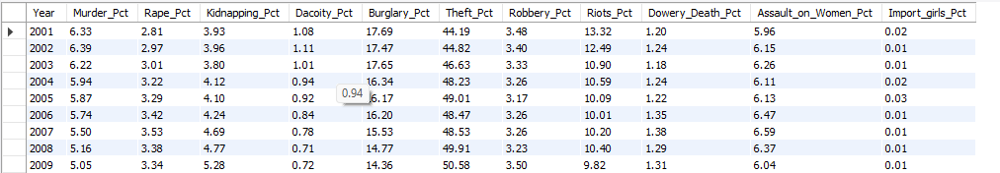 Year Murder_Pct Rape_Pct Kidnapping_Pct Dacoity_Pct Burglary_Pct Theft_Pct Robbery_Pct Riots_Pct Dowery_Death_Pct Assault_on_Women_Pct Import_girls_Pct
2001 6.33 2.81 3.93 1.08 17.69 44.19 3.48 13.32 1.20 5.96 0.02
2002 6.39 2.97 3.96 1.11 17.47 44.82 3.40 12.49 1.24 6.15 0.01
2003 6.22 3.01 3.80 1.01 17.65 46.63 3.33 10.90 1.18 6.26 0.01
2004 5.94 3.22 4.12 0.94 16.34 48.23 3.26 10.59 1.24 6.11 0.02
0.94
2005 5.87 3.29 4.10 0.92 6.17 49.01 3.17 10.09 1.22 6.13 0.03
2006 5.74 3.42 4.24 0.84 16.20 48.47 3.26 10.01 1.35 6.47 0.01
2007 5.50 3.53 4.69 0.78 15.53 48.53 3.26 10.20 1.38 6.59 0.01
2008 5.16 3.38 4.77 0.71 14.77 49.91 3.23 10.40 1.29 6.37 0.01
2009 5.05 3.34 5.28 0.72 14.36 50.58 3.50 9.82 1.31 6.04 0.01